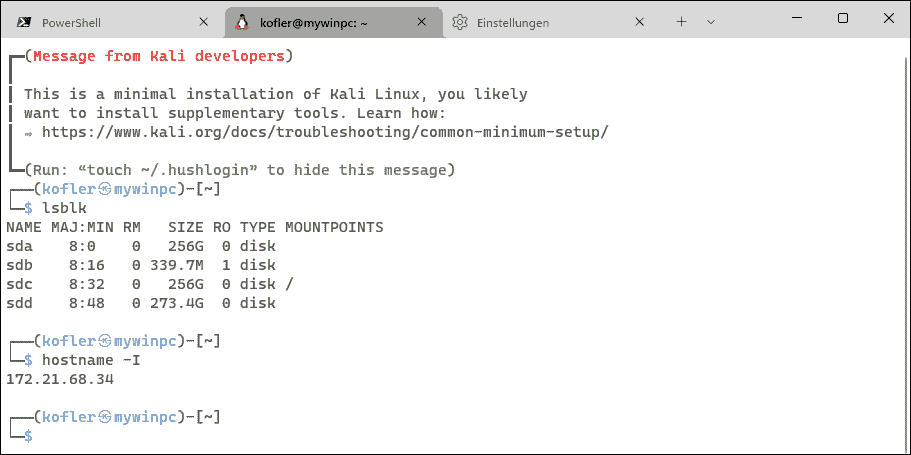 PowerShell
kofler@mywinpc: ~
Einstellungen
(Message from Kali developers)
This is a minimal installation of Kali Linux, you likely
want to install supplementary tools. Learn how:
⇒ https://www.kali.org/docs/troubleshooting/common-minimum-setup/
(Run: “touch ~/.hushlogin” to hide this message)
┌──(kofler㉿mywinpc)-[~]
└─$ lsblk
NAME MAJ:MIN RM   SIZE RO TYPE MOUNTPOINTS
sda    8:0    0   256G  0 disk
sdb    8:16   0 339.7M  1 disk
sdc    8:32   0   256G  0 disk /
sdd    8:48   0 273.4G  0 disk
┌──(kofler㉿mywinpc)-[~]
└─$ hostname -I
172.21.68.34
┌──(kofler㉿mywinpc)-[~]
└─$